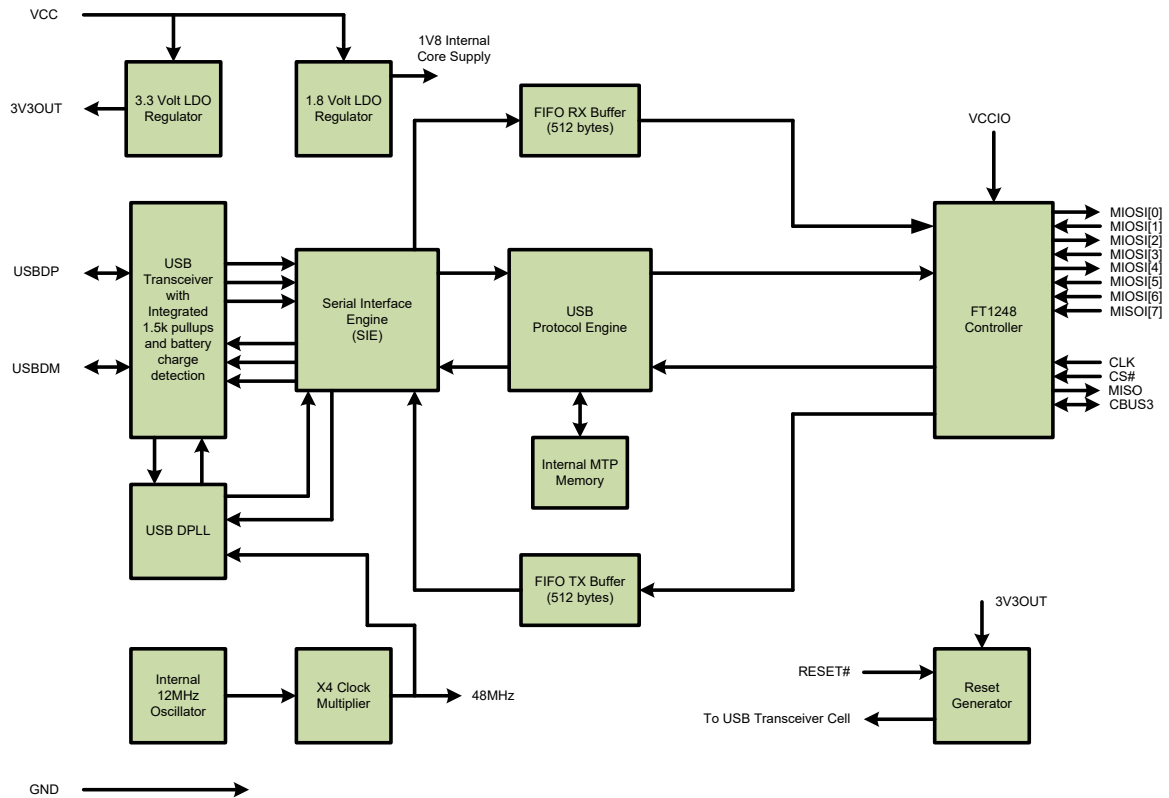 VCC
1V8 Internal
Core Supply
3V3OUT
3.3 Volt LDO
Regulator
1.8 Volt LDO
Regulator
FIFO RX Buffer
(512 bytes)
VCCIO
USBDP
USBDM
USB
Transceiver
with
Integrated
1.5k pullups
and battery
charge
detection
Serial Interface
Engine
(SIE)
USB
Protocol Engine
FT1248
Controller
MIOSI[0]
MIOSI[1]
MIOSI[2]
MIOSI[3]
MIOSI[4]
MIOSI[5]
MIOSI[6]
MISOI[7]
CLK
CS#
MISO
CBUS3
Internal MTP
Memory
USB DPLL
FIFO TX Buffer
(512 bytes)
3V3OUT
Internal
12MHz
Oscillator
X4 Clock
Multiplier
48MHz
RESET#
To USB Transceiver Cell
Reset
Generator
GND